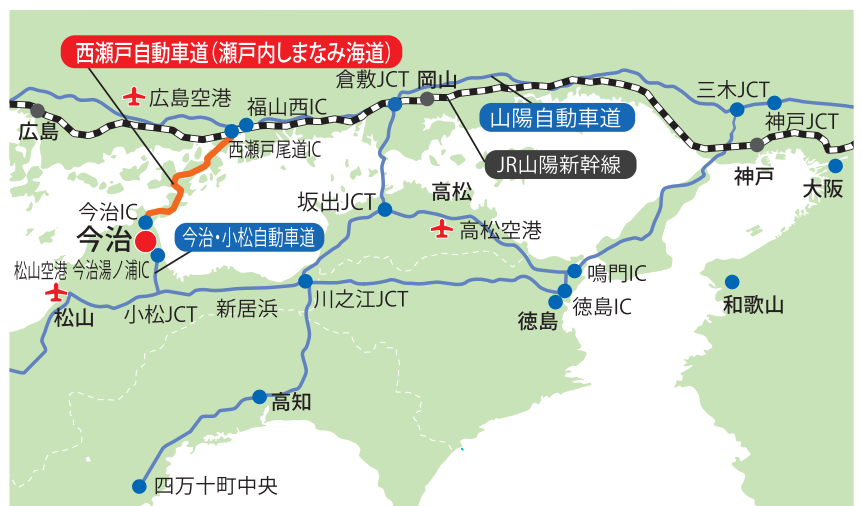 西瀬戸自動車道(瀬戸内しまなみ海道)
倉敷JCT
岡山
三木JCT
広島空港
福山西IC
山陽自動車道
神戸JCT
広島
西瀬戸尾道IC
JR山陽新幹線
神戸
大阪
今治IC
坂出JCT
高松
今治
今治・小松自動車道
高松空港
松山空港
今治湯ノ浦IC
鳴門IC
松山
小松JCT
新居浜
川之江JCT
徳島
徳島IC
和歌山
高知
四万十町中央